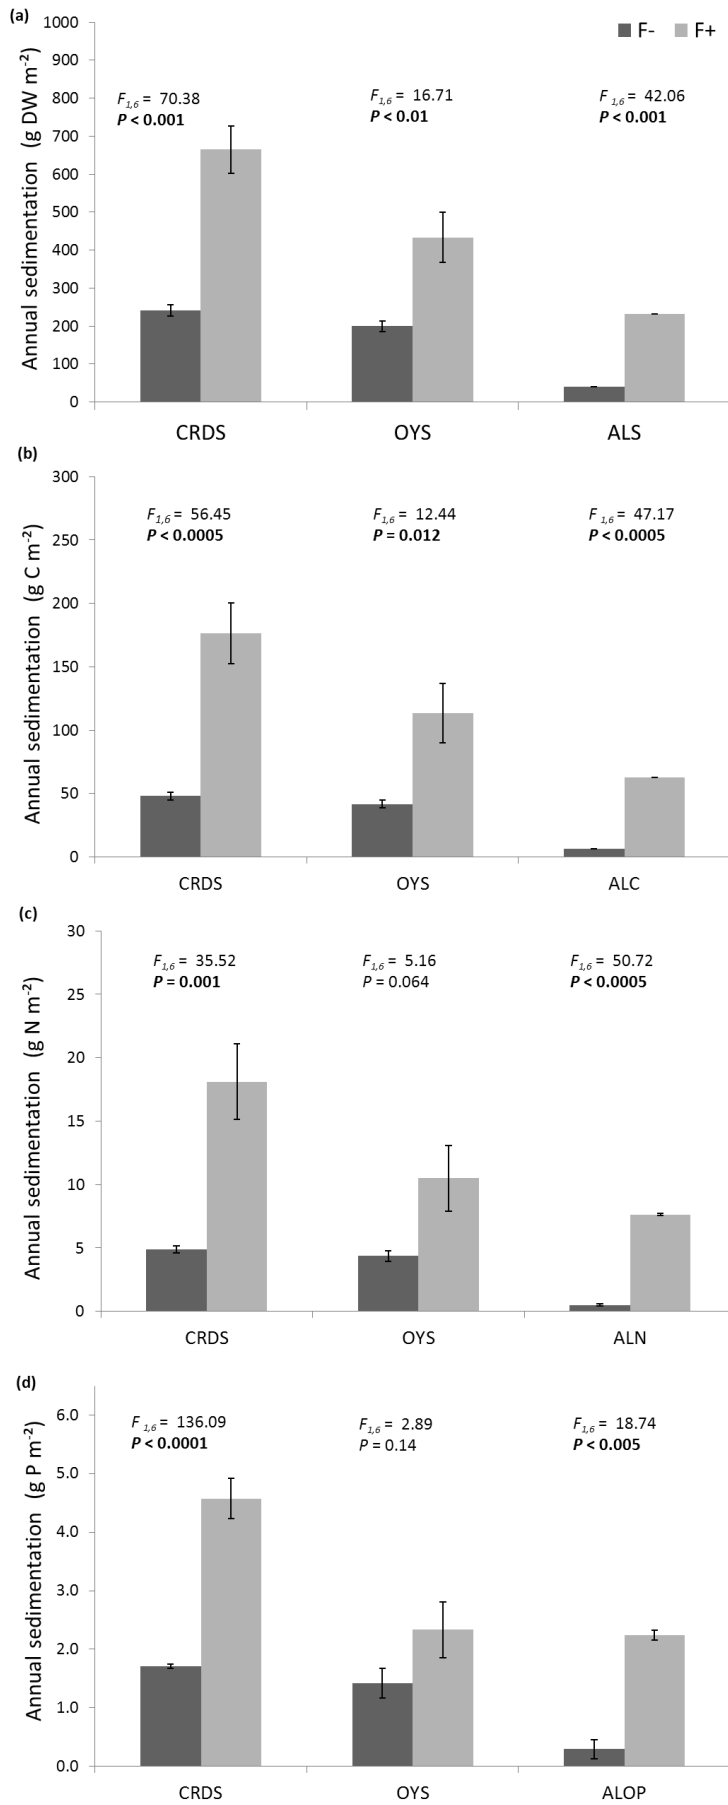 (a)
Annual sedimentation (g DW m⁻²)
1000
900
800
700
600
500
400
300
200
100
0
F- F+
F1,6 = 70.38
P < 0.001
F1,6 = 16.71
P < 0.01
F1,6 = 42.06
P < 0.001
CRDS OYS ALS
(b)
Annual sedimentation (g C m⁻²)
300
250
200
150
100
50
0
F1,6 = 56.45
P < 0.0005
F1,6 = 12.44
P = 0.012
F1,6 = 47.17
P < 0.0005
CRDS OYS ALC
(c)
Annual sedimentation (g N m⁻²)
30
25
20
15
10
5
0
F1,6 = 35.52
P = 0.001
F1,6 = 5.16
P = 0.064
F1,6 = 50.72
P < 0.0005
CRDS OYS ALN
(d)
Annual sedimentation (g P m⁻²)
6.0
5.0
4.0
3.0
2.0
1.0
0.0
F1,6 = 136.09
P < 0.0001
F1,6 = 2.89
P = 0.14
F1,6 = 18.74
P < 0.005
CRDS OYS ALOP